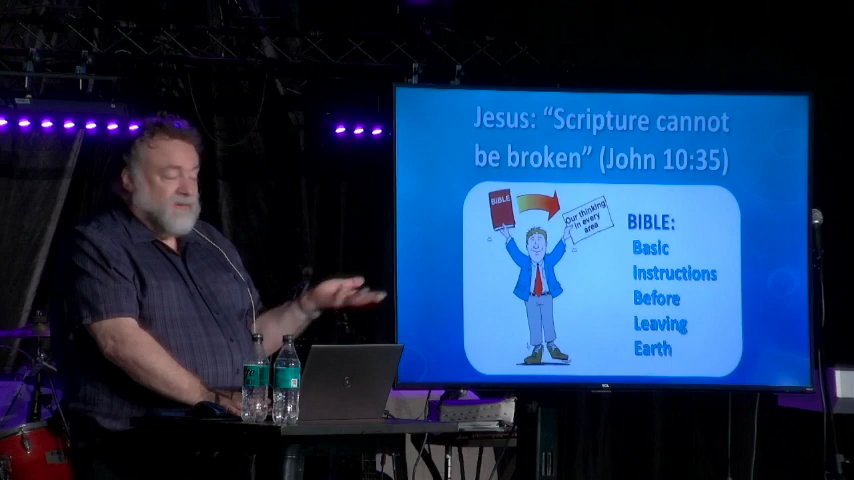 Jesus: “Scripture cannot
be broken” (John 10:35)
BIBLE
Our thinking
in every
area
BIBLE:
Basic
Instructions
Before
Leaving
Earth